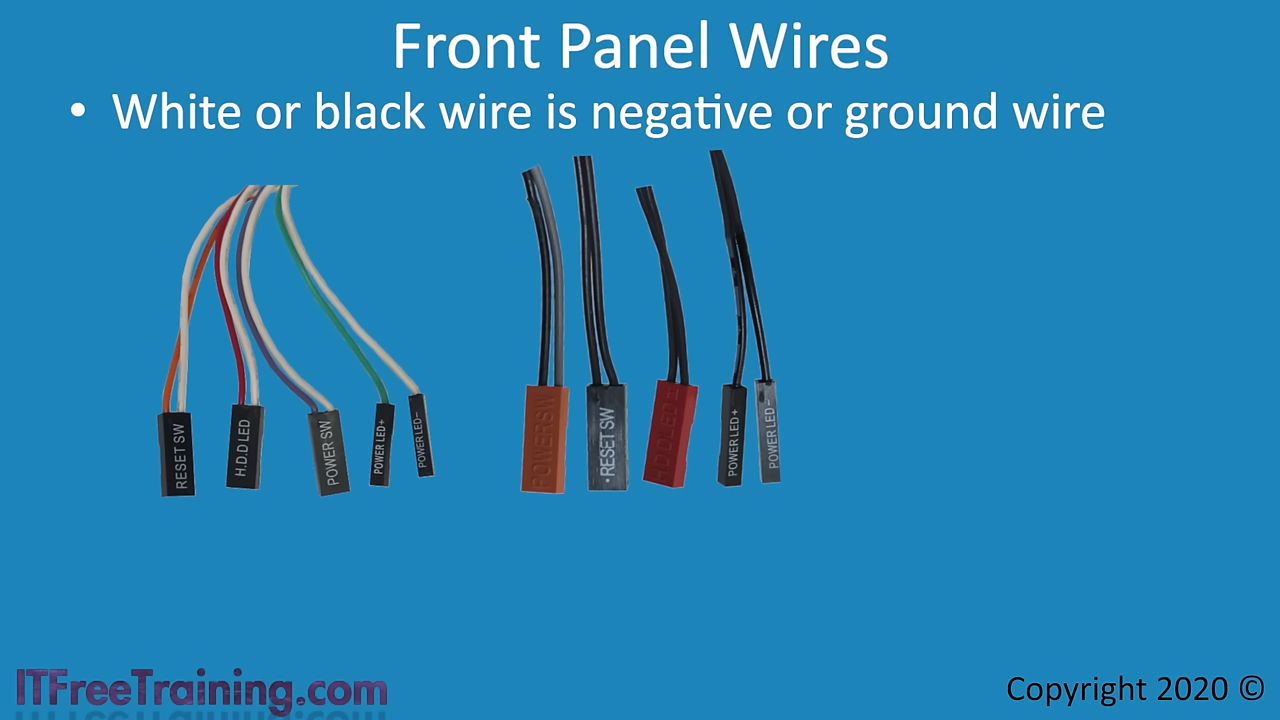 Front Panel Wires
• White or black wire is negative or ground wire
RESET SW
H.D.D LED
POWER SW
POWER LED+
POWER LED-
POWER SW
•RESET SW
H.D.D.LED
POWER LED+
POWER LED-
ITFreeTraining.com
Copyright 2020 ©